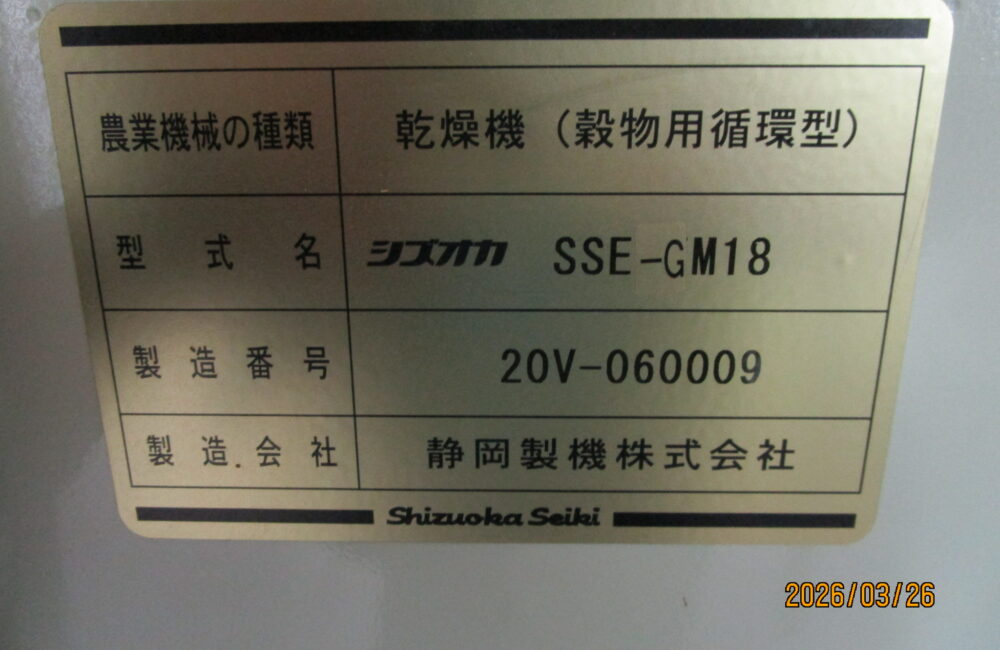 農業機械の種類 乾燥機（穀物用循環型）
型式名 シズオカ SSE-GM18
製造番号 20V-060009
製造会社 静岡製機株式会社
Shizuoka Seiki
2026/03/26